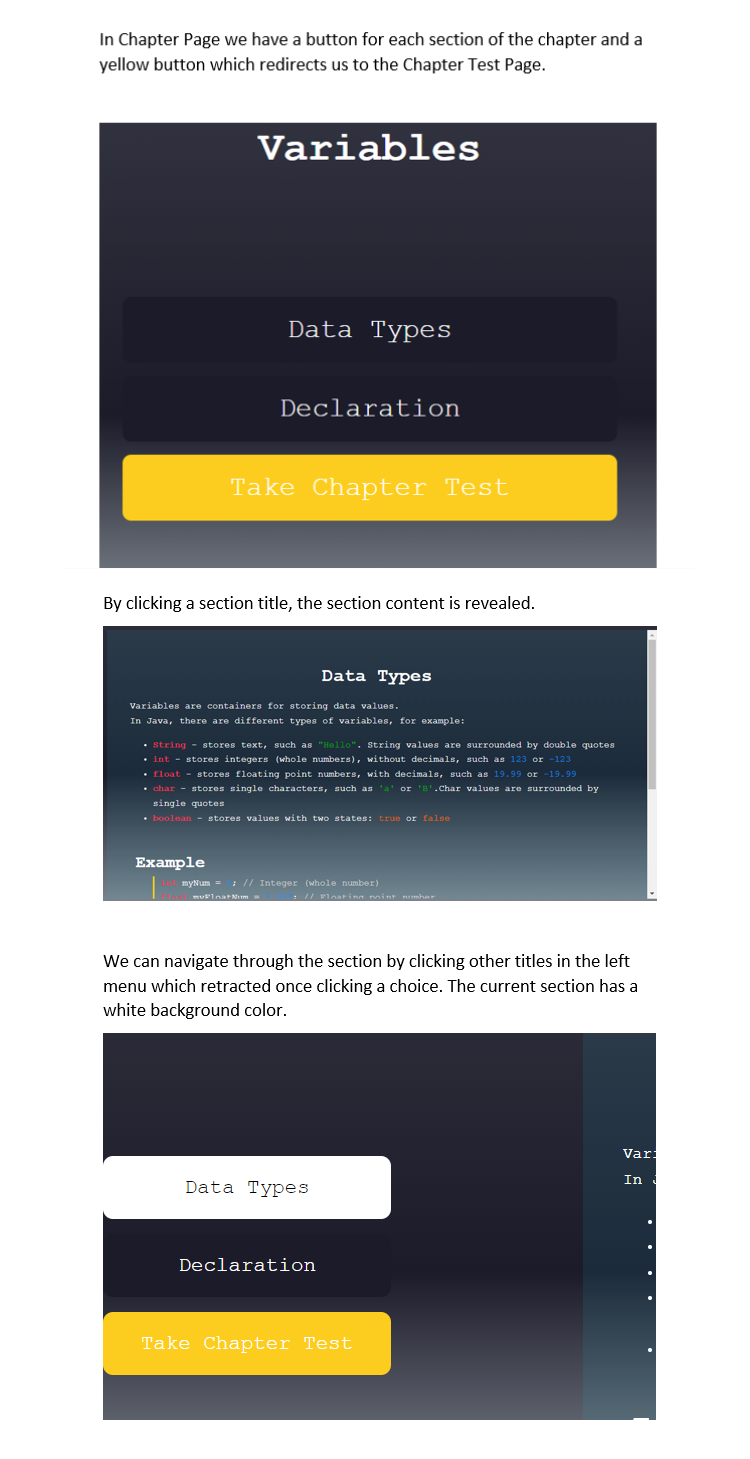 In Chapter Page we have a button for each section of the chapter and a
yellow button which redirects us to the Chapter Test Page.
Variables
Data Types
Declaration
Take Chapter Test
By clicking a section title, the section content is revealed.
Data Types
Variables are containers for storing data values.
In Java, there are different types of variables, for example:
• String - stores text, such as "Hello". String values are surrounded by double quotes
• int - stores integers (whole numbers), without decimals, such as 123 or -123
• float - stores floating point numbers, with decimals, such as 19.99 or -19.99
• char - stores single characters, such as 'a' or 'B'.Char values are surrounded by
single quotes
• boolean - stores values with two states: true or false
Example
int myNum = ; // Integer (whole number)
float myFloatNum = ; // Floating point number
We can navigate through the section by clicking other titles in the left
menu which retracted once clicking a choice. The current section has a
white background color.
Data Types
Declaration
Take Chapter Test
Vari
In J